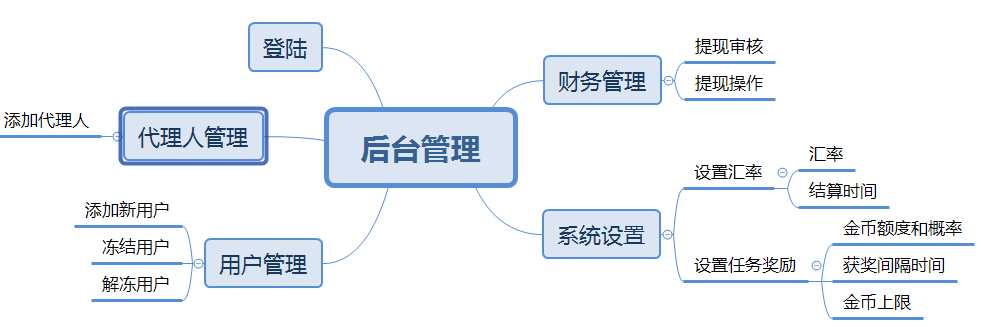 后台管理
登陆
代理人管理
添加代理人
用户管理
添加新用户
冻结用户
解冻用户
财务管理
提现审核
提现操作
系统设置
设置汇率
汇率
结算时间
设置任务奖励
金币额度和概率
获奖间隔时间
金币上限